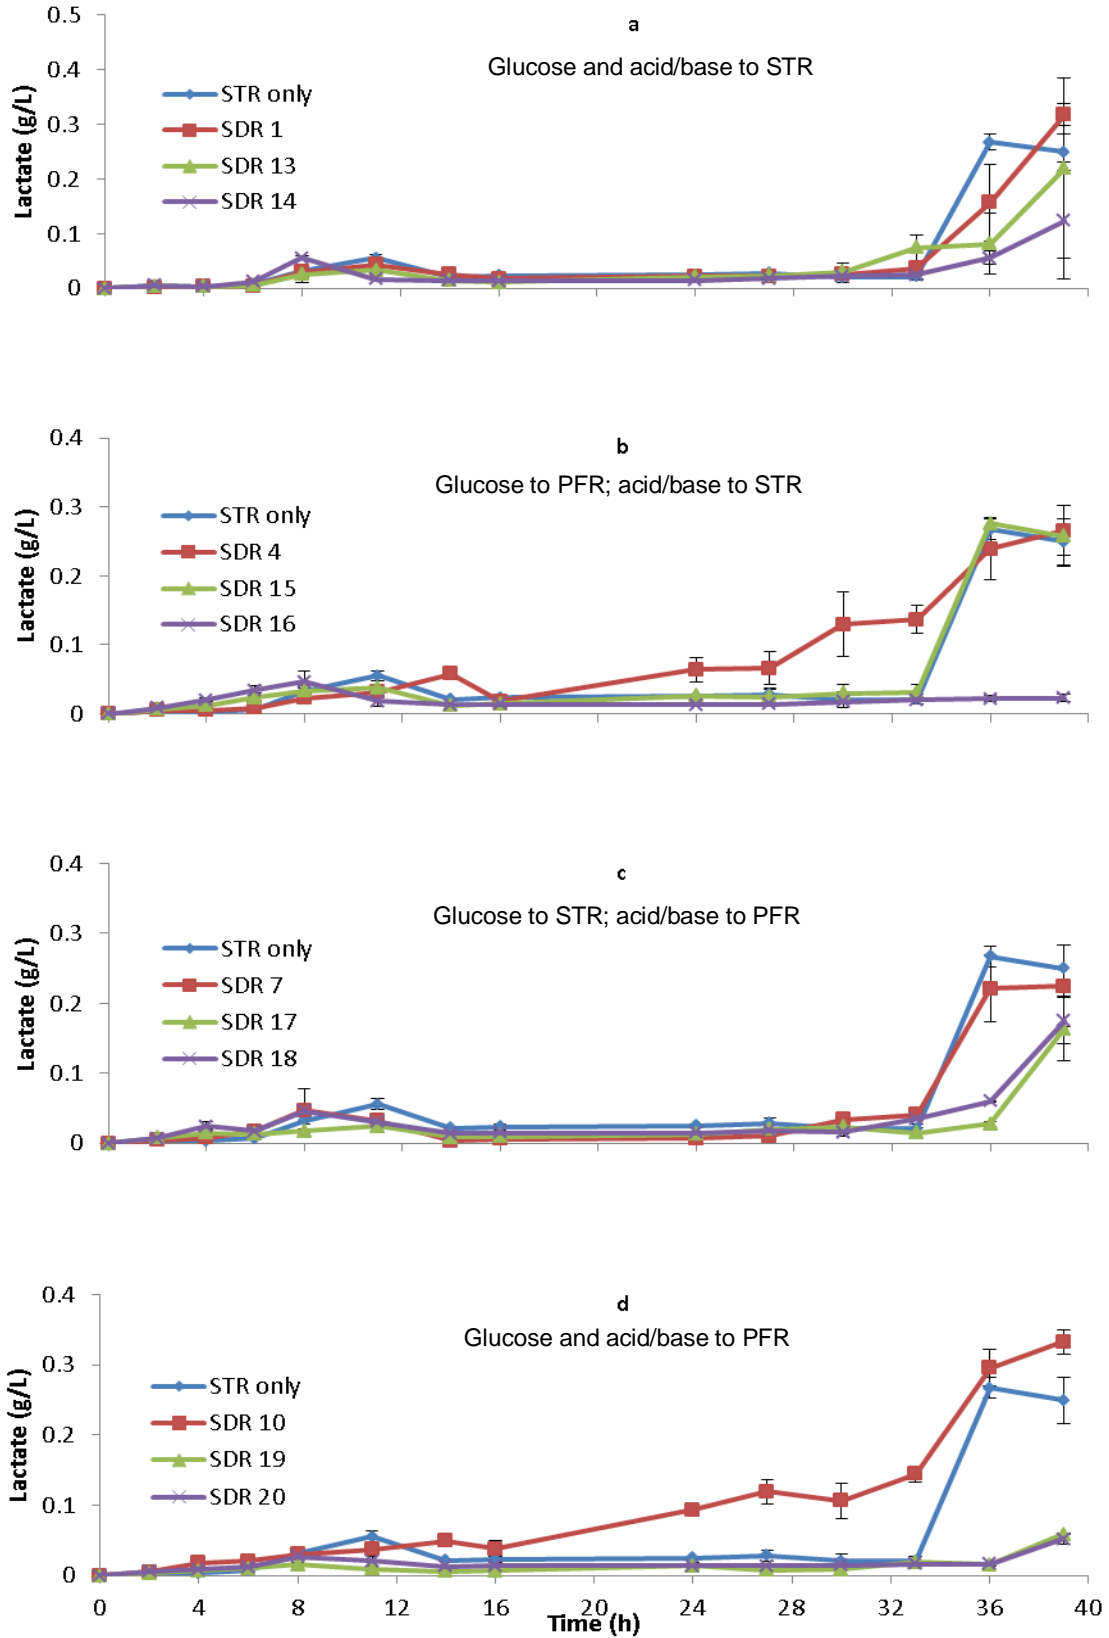 0.5
a
Glucose and acid/base to STR
0.4
STR only
0.3
SDR 1
SDR 13
0.2
SDR 14
0.1
0
Lactate (g/L)
0.4
b
Glucose to PFR; acid/base to STR
0.3
STR only
SDR 4
0.2
SDR 15
SDR 16
0.1
0
Lactate (g/L)
0.4
c
Glucose to STR; acid/base to PFR
0.3
STR only
SDR 7
0.2
SDR 17
SDR 18
0.1
0
Lactate (g/L)
0.4
d
Glucose and acid/base to PFR
0.3
STR only
SDR 10
0.2
SDR 19
SDR 20
0.1
0
Lactate (g/L)
0 4 8 12 16 20 24 28 32 36 40
Time (h)